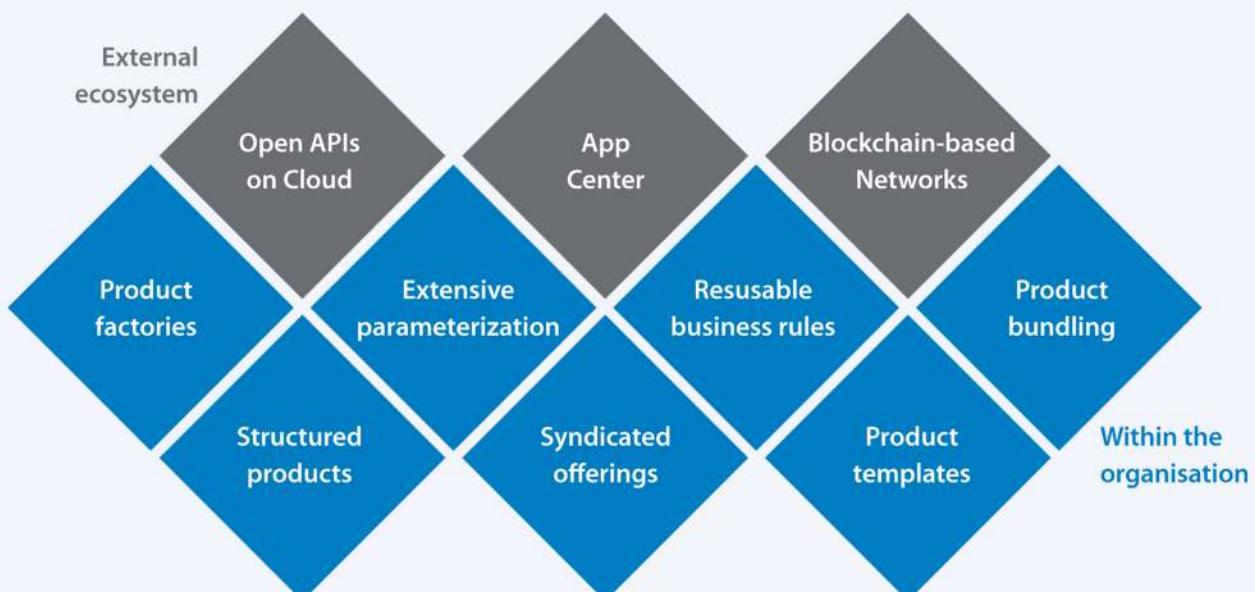 External
ecosystem
Open APIs
on Cloud
App
Center
Blockchain-based
Networks
Product
factories
Extensive
parameterization
Resusable
business rules
Product
bundling
Structured
products
Syndicated
offerings
Product
templates
Within the
organisation